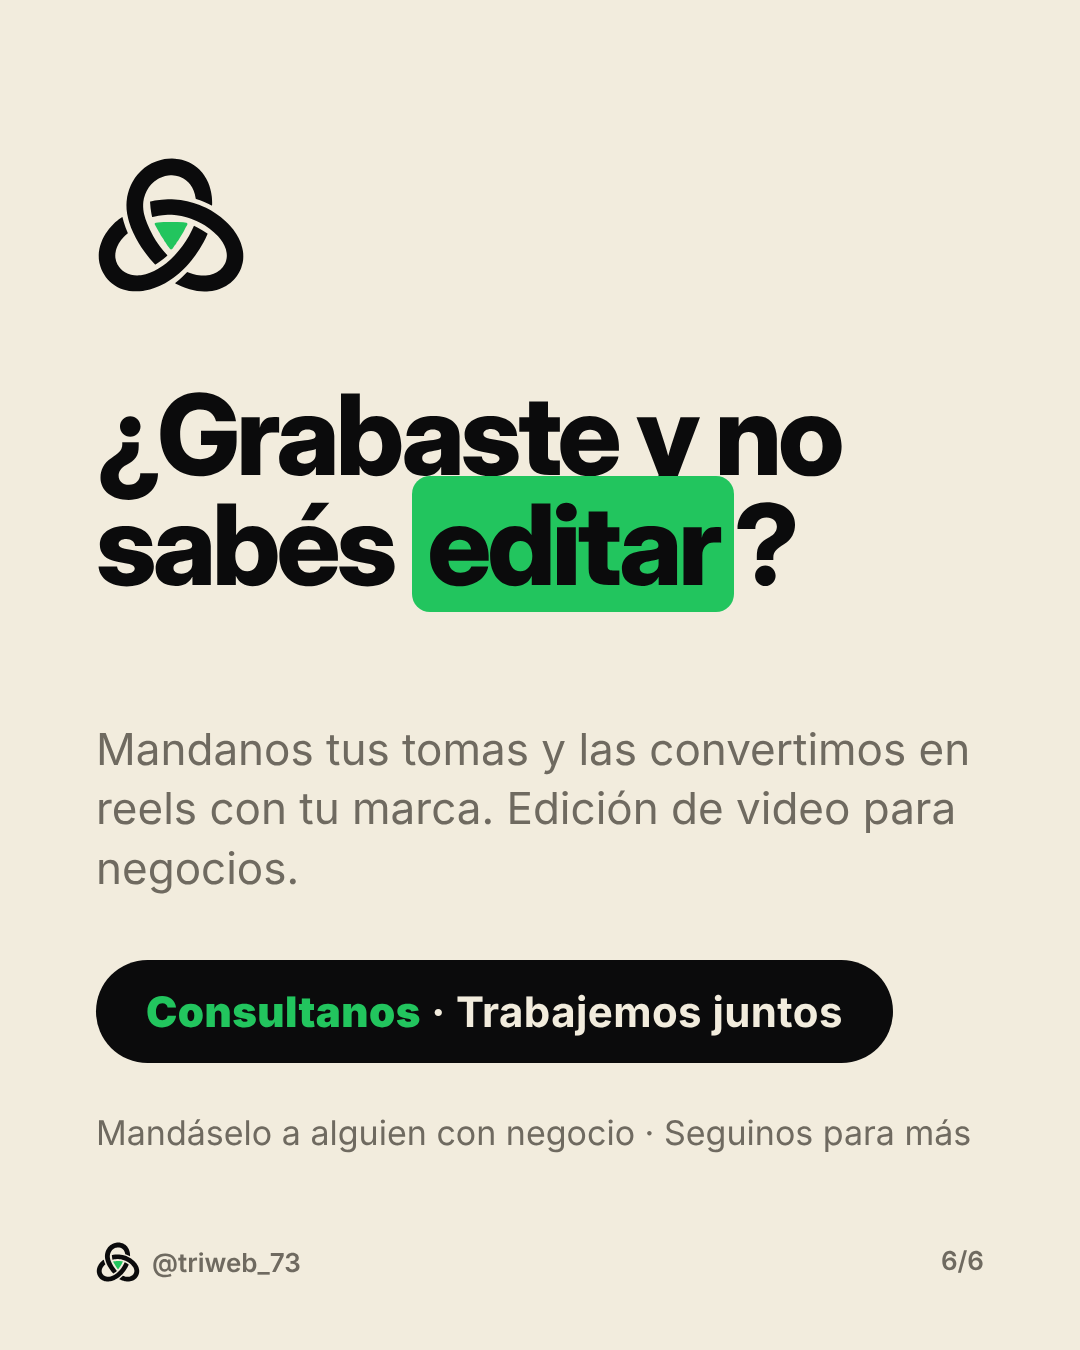 ¿Grabaste y no
sabés editar?
Mandanos tus tomas y las convertimos en
reels con tu marca. Edición de video para
negocios.
Consultanos · Trabajemos juntos
Mandáselo a alguien con negocio · Seguinos para más
@triweb_73
6/6